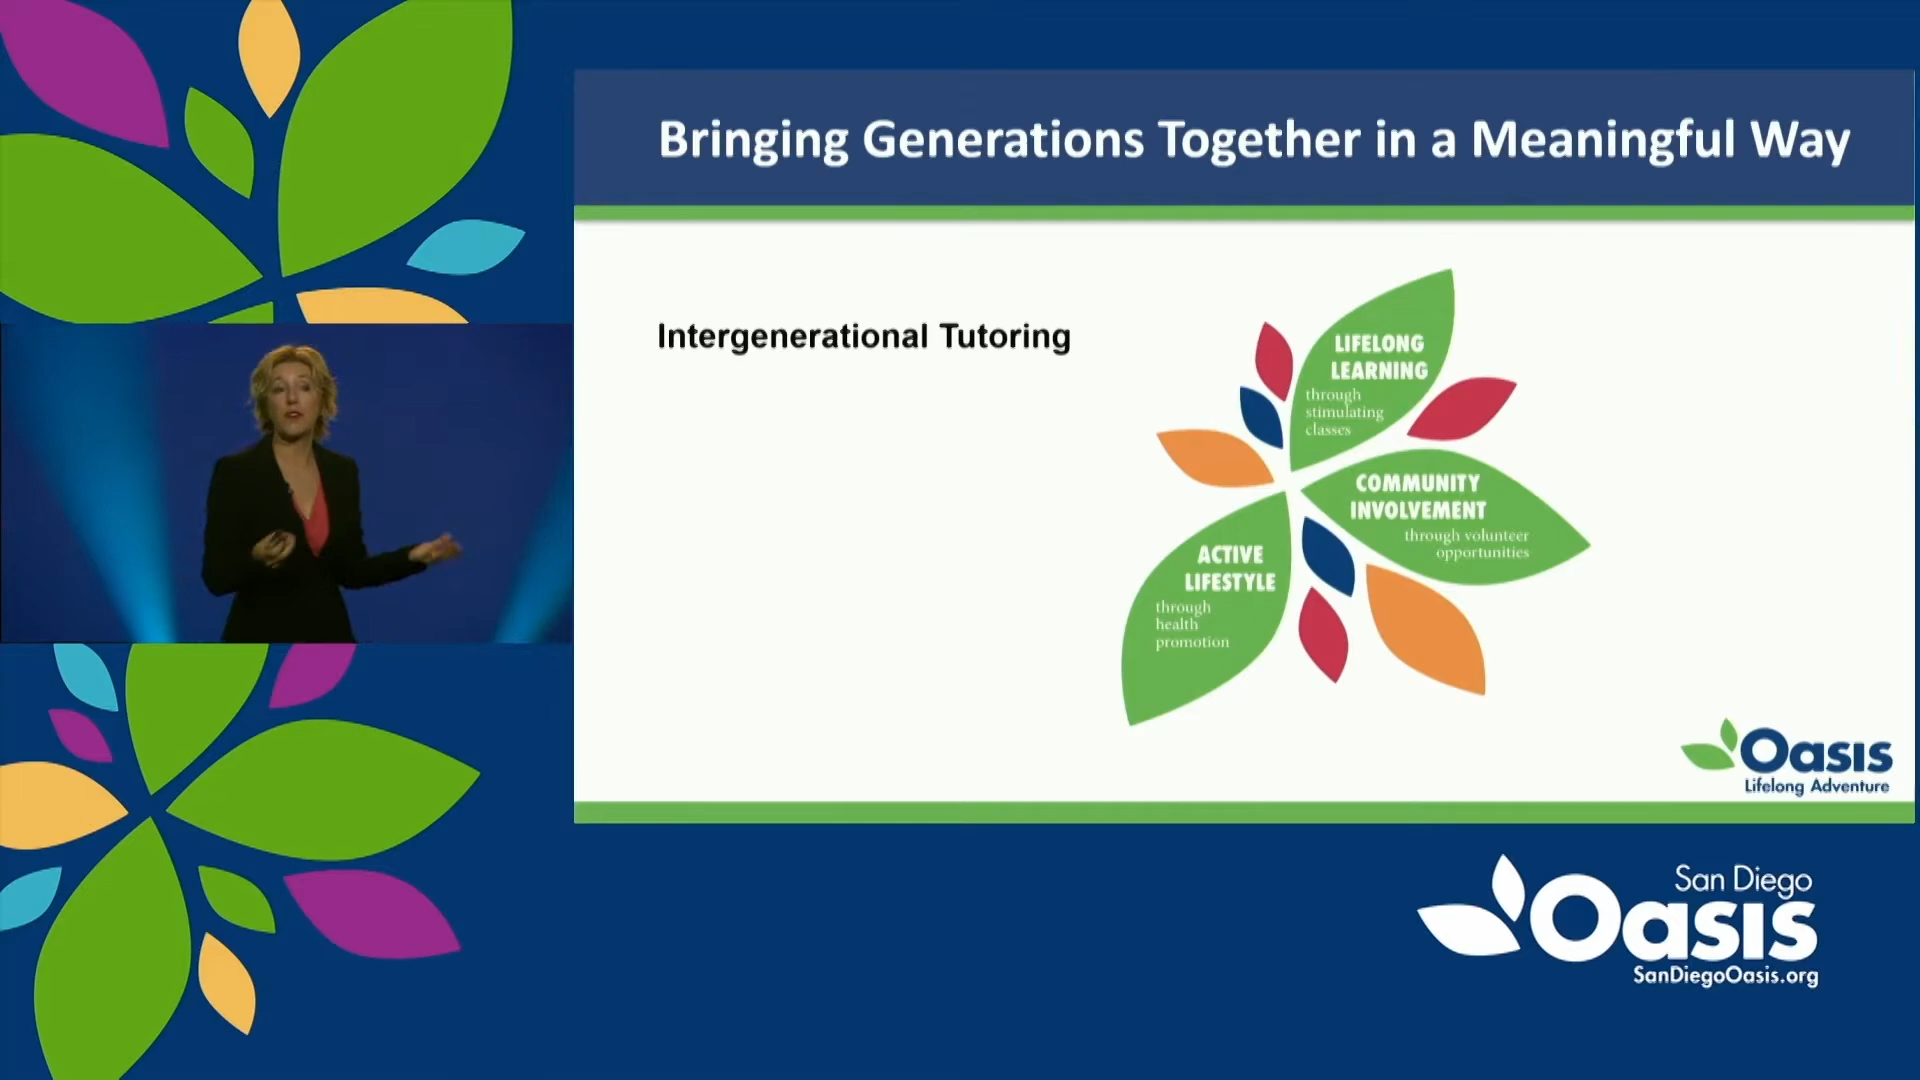 Bringing Generations Together in a Meaningful Way
Intergenerational Tutoring
LIFELONG
LEARNING
through
stimulating
classes
COMMUNITY
INVOLVEMENT
through volunteer
opportunities
ACTIVE
LIFESTYLE
through
health
promotion
Oasis
Lifelong Adventure
San Diego
Oasis
SanDiegoOasis.org